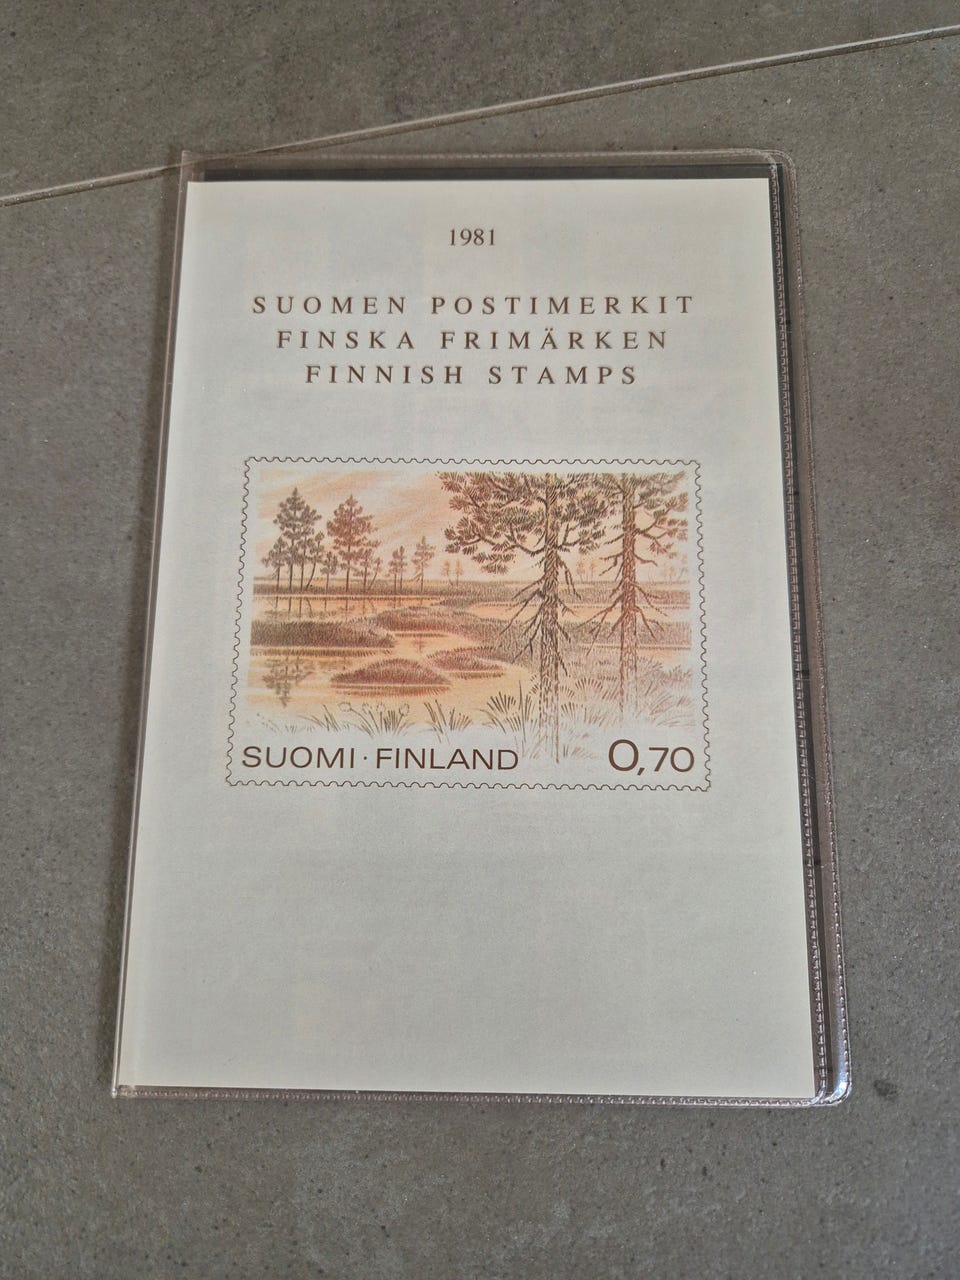 1981
SUOMEN POSTIMERKIT
FINSKA FRIMÄRKEN
FINNISH STAMPS
SUOMI · FINLAND 0,70